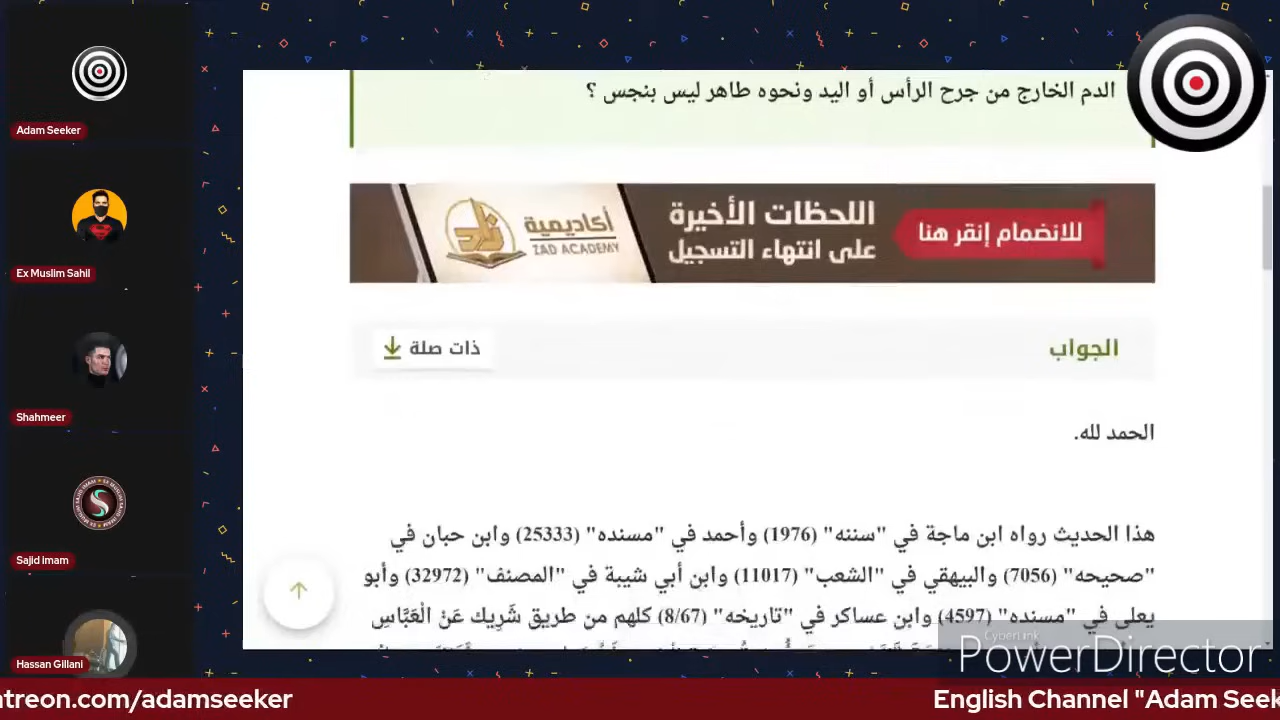 Adam Seeker
Ex Muslim Sahil
Shahmeer
Sajid Imam
Hassan Gillani
الدم الخارج من جرح الرأس أو اليد ونحوه طاهر ليس بنجس ؟
للانضمام إنقر هنا
اللحظات الأخيرة
على انتهاء التسجيل
أكاديمية
ZAD ACADEMY
الجواب
ذات صلة
الحمد لله.
هذا الحديث رواه ابن ماجة في "سننه" (1976) وأحمد في "مسنده" (25333) وابن حبان في
"صحيحه" (7056) والبيهقي في "الشعب" (11017) وابن أبي شيبة في "المصنف" (32972) وأبو
يعلى في "مسنده" (4597) وابن عساكر في "تاريخه" (8/67) كلهم من طريق شَرِيك عَنْ الْعَبَّاسِ
CyberLink
PowerDirector
atreon.com/adamseeker
English Channel "Adam Seek